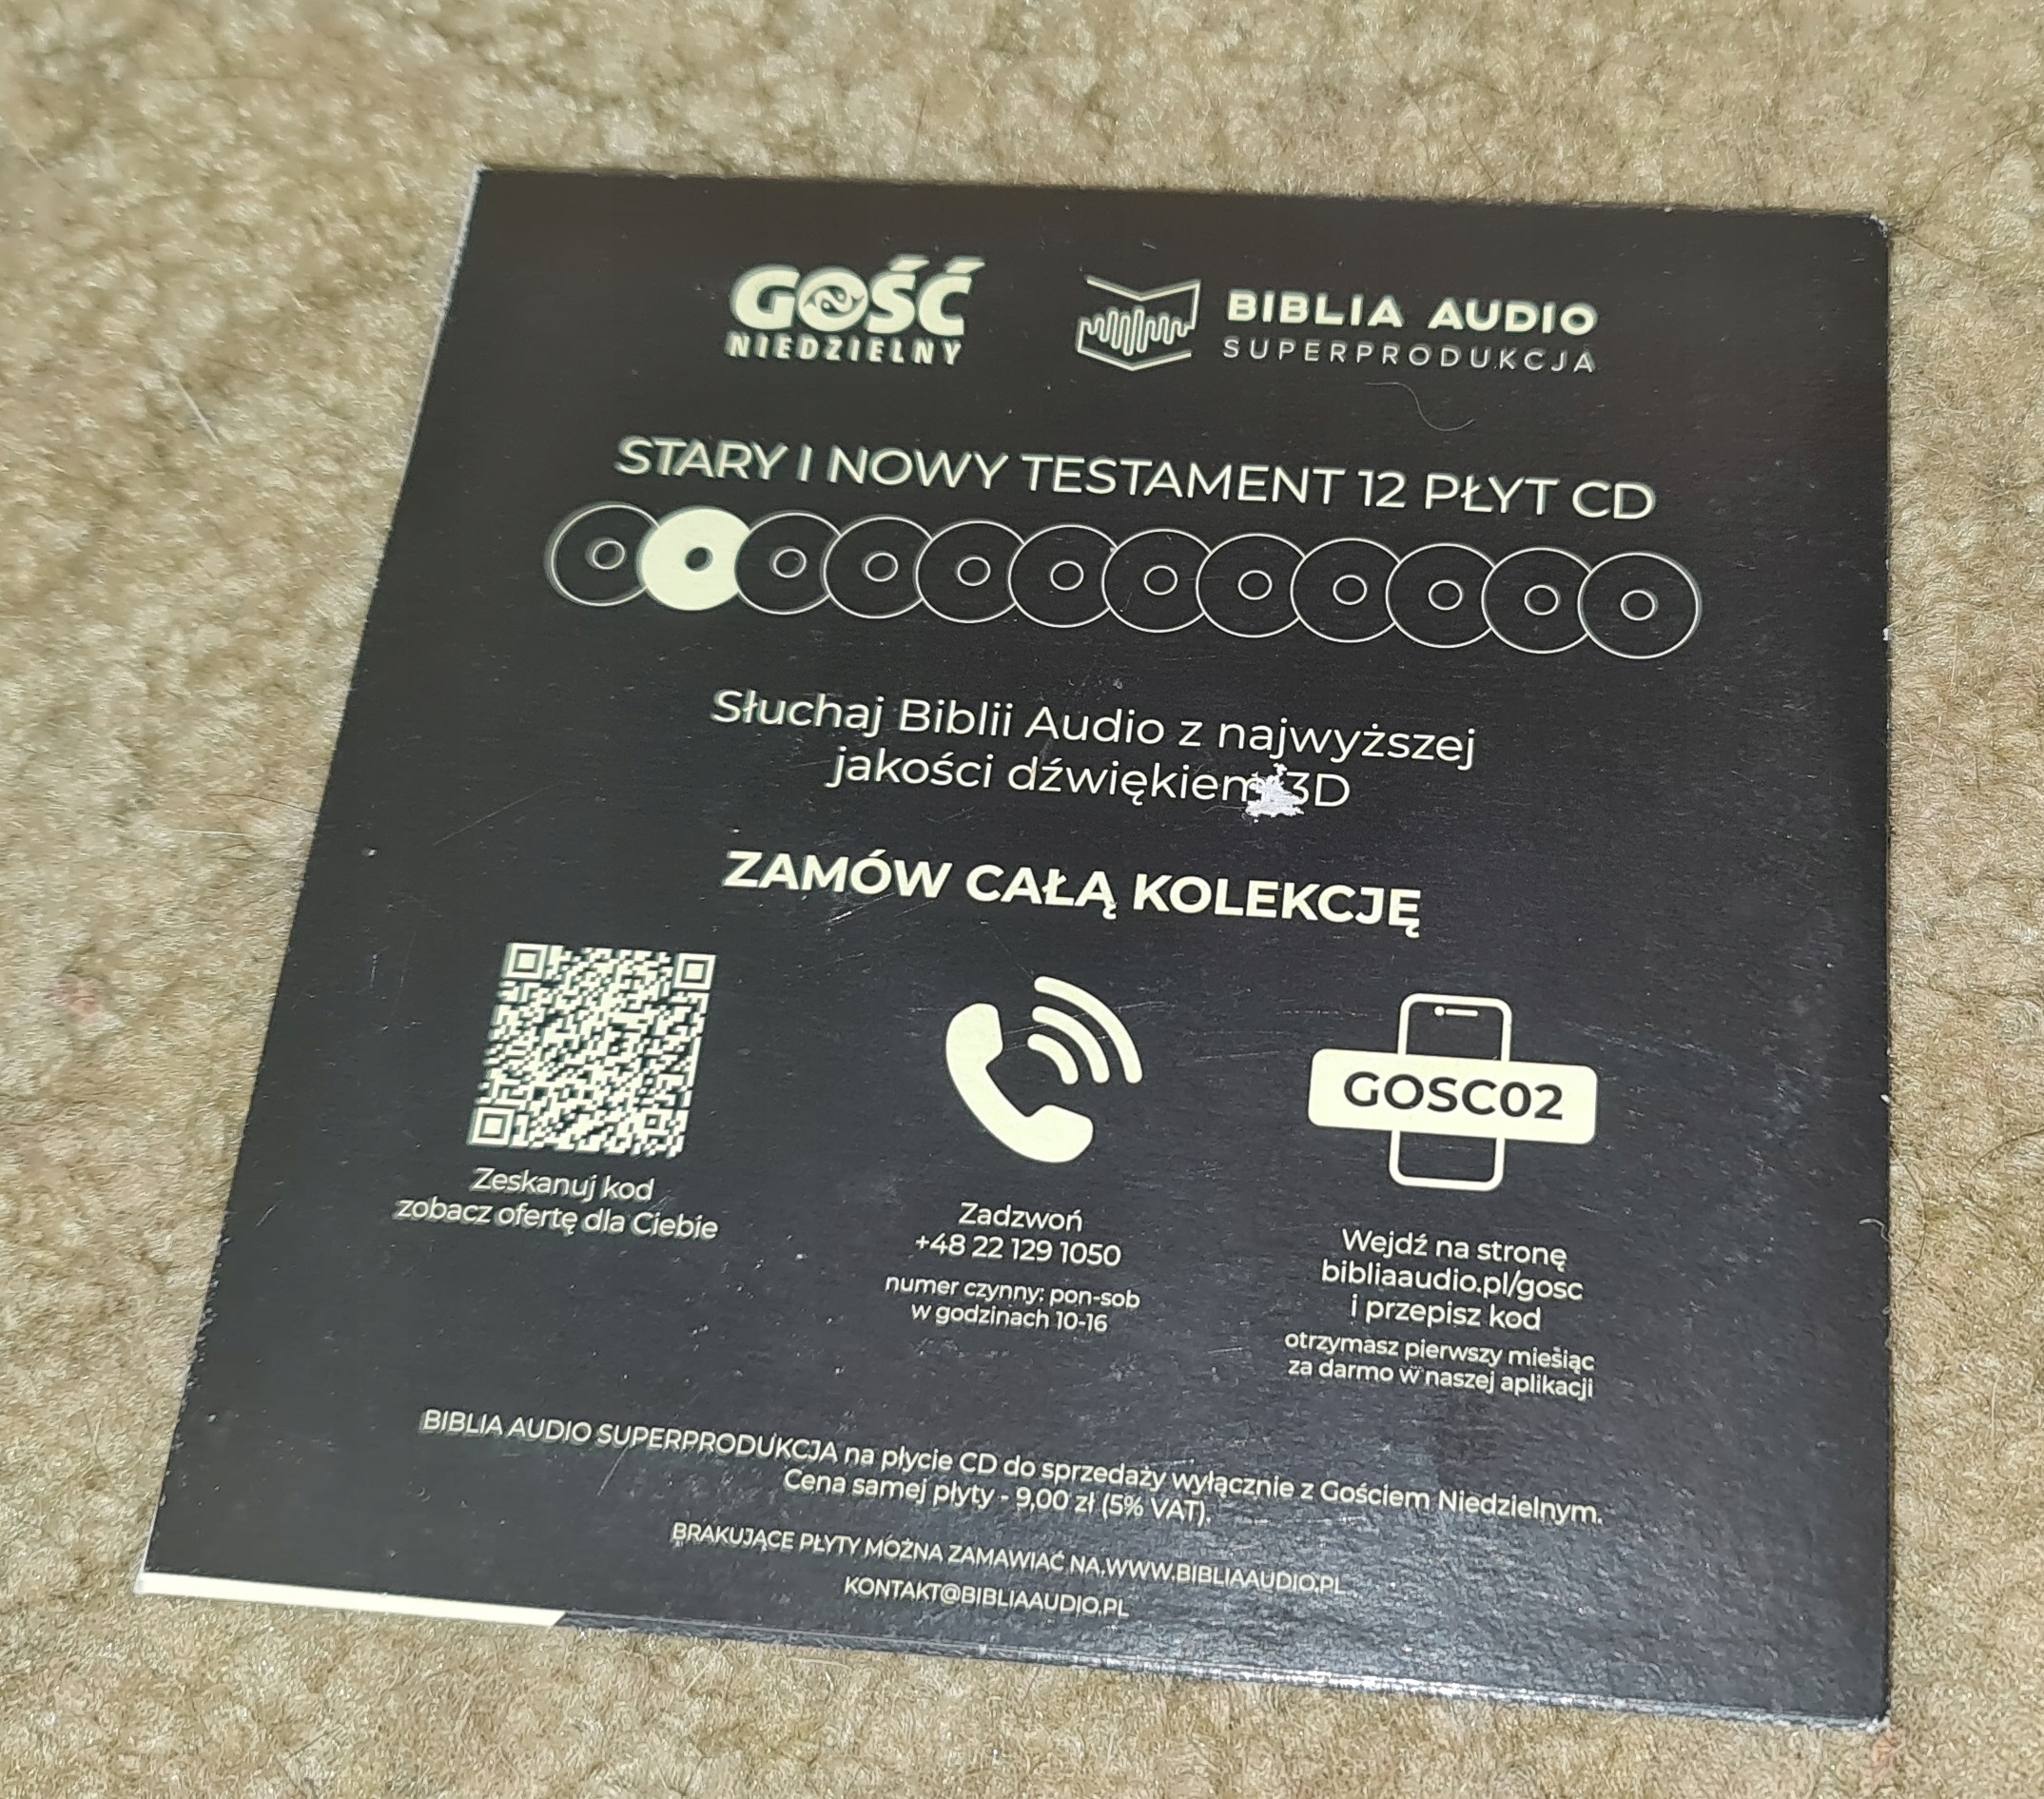 GOŚĆ
NIEDZIELNY
BIBLIA AUDIO
SUPERPRODUKCJA
STARY I NOWY TESTAMENT 12 PŁYT CD
Słuchaj Biblii Audio z najwyższej
jakości dźwiękiem 3D
ZAMÓW CAŁĄ KOLEKCJĘ
Zeskanuj kod
zobacz ofertę dla Ciebie
Zadzwoń
+48 22 129 1050
numer czynny: pon-sob
w godzinach 10-16
GOSC02
Wejdź na stronę
bibliaaudio.pl/gosc
i przepisz kod
otrzymasz pierwszy miesiąc
za darmo w naszej aplikacji
BIBLIA AUDIO SUPERPRODUKCJA na płycie CD do sprzedaży wyłącznie z Gościem Niedzielnym.
Cena samej płyty - 9,00 zł (5% VAT).
BRAKUJĄCE PŁYTY MOŻNA ZAMAWIAĆ NA WWW.BIBLIAAUDIO.PL
KONTAKT@BIBLIAAUDIO.PL